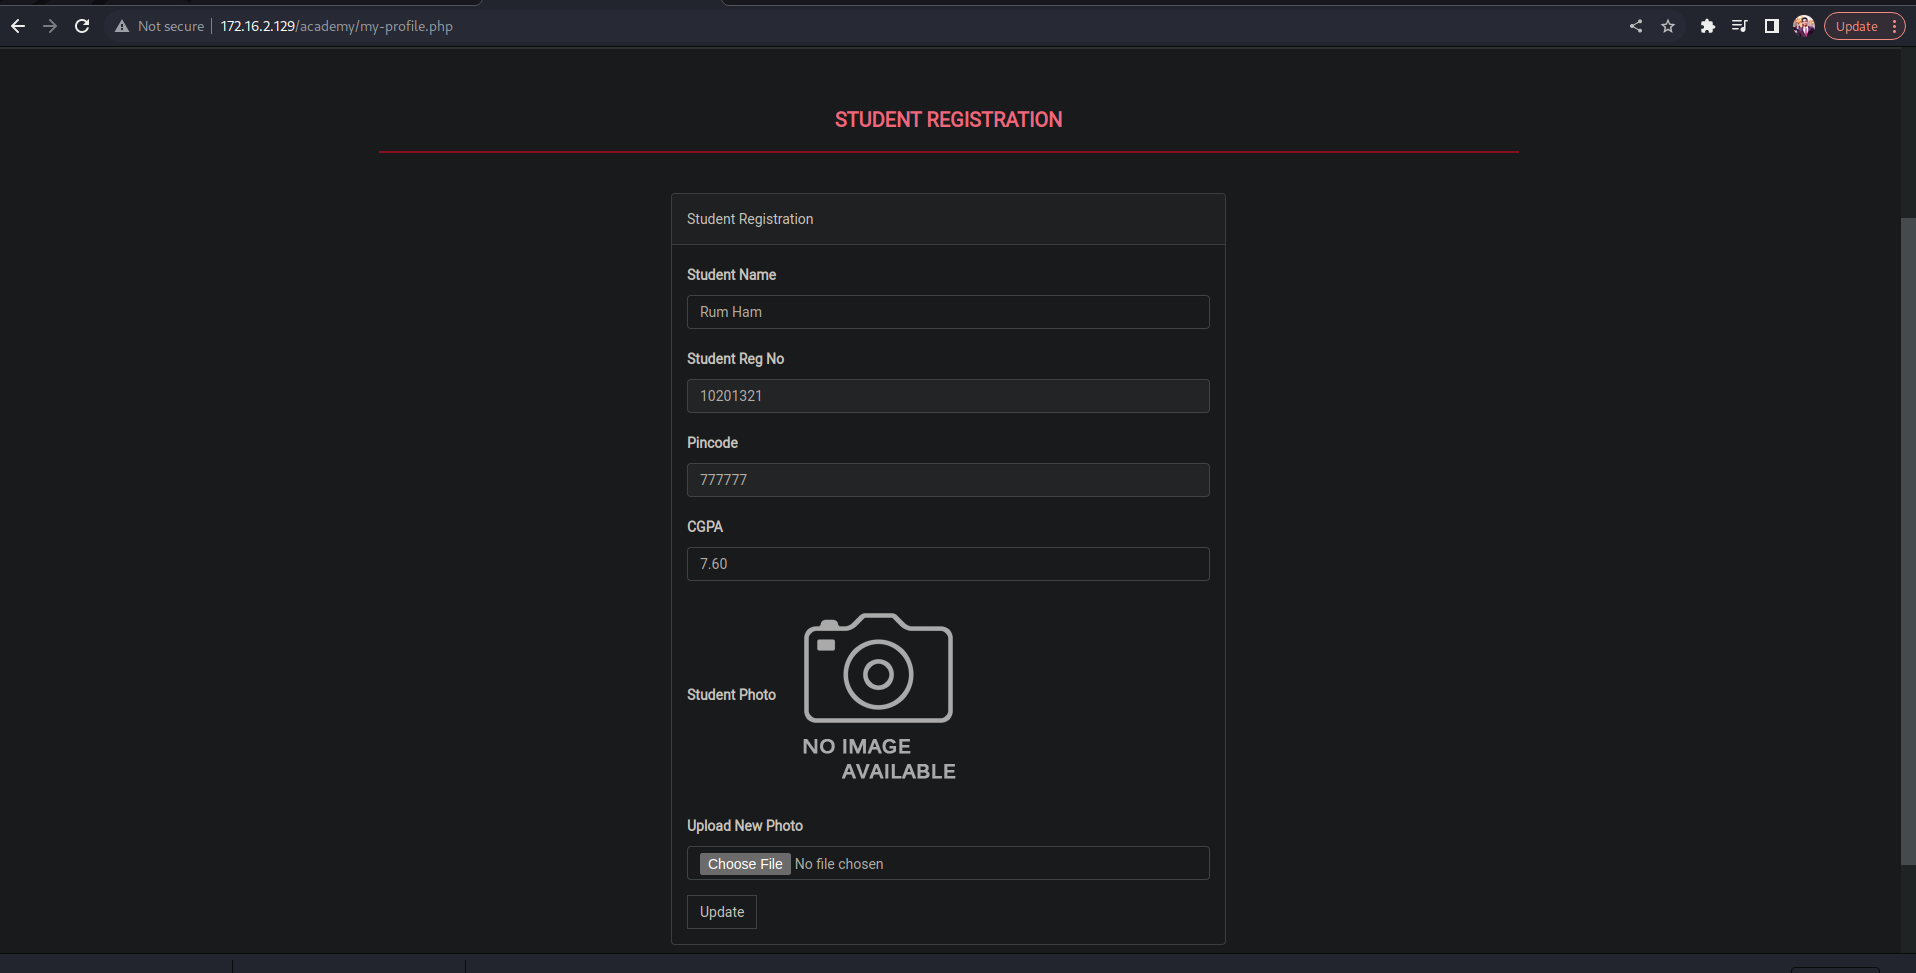 Not secure | 172.16.2.129/academy/my-profile.php
Update
STUDENT REGISTRATION
Student Registration
Student Name
Rum Ham
Student Reg No
10201321
Pincode
777777
CGPA
7.60
Student Photo
NO IMAGE
AVAILABLE
Upload New Photo
Choose File No file chosen
Update